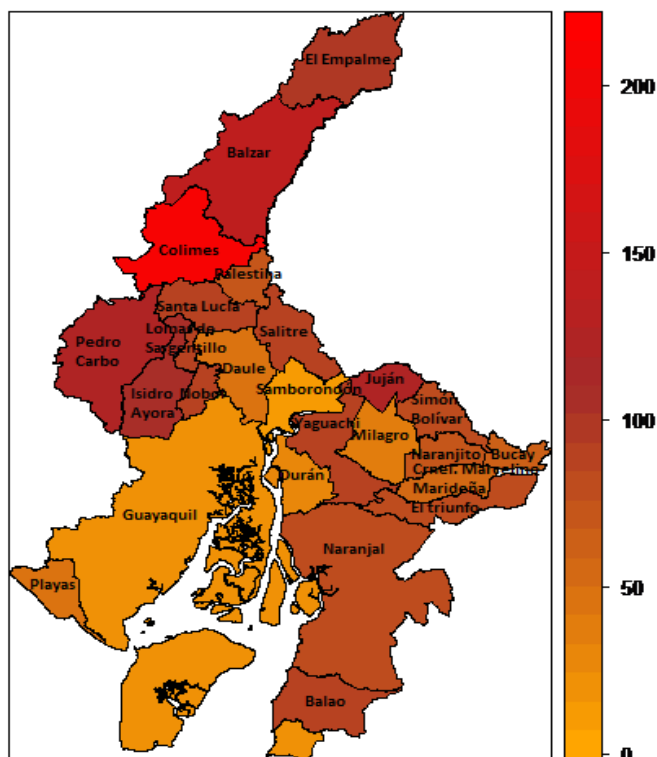 El Empalme
200
Balzar
150
Colimes
Palestina
Santa Lucía
Lomas de
Sargentillo
Salitre
Pedro
Carbo
Daule
Juján
Isidro
Ayora
Nobol
Samborondón
Simón
Bolívar
100
Yaguachi
Milagro
Naranjito
Bucay
Crnel. Marcelino
Durán
Marideña
El triunfo
Guayaquil
Naranjal
Playas
50
Balao
0